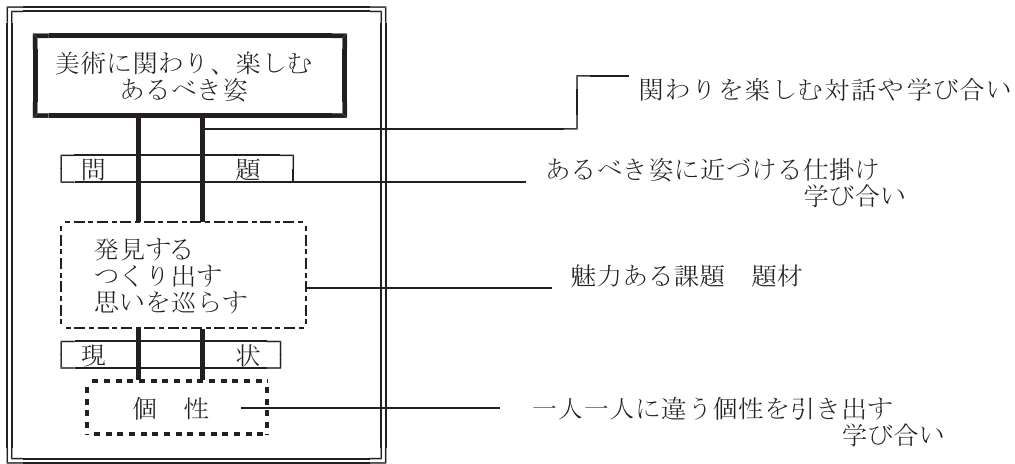 美術に関わり、楽しむ
あるべき姿
関わりを楽しむ対話や学び合い
問　題
あるべき姿に近づける仕掛け
学び合い
発見する
つくり出す
思いを巡らす
魅力ある課題　題材
現　状
個　性
一人一人に違う個性を引き出す
学び合い